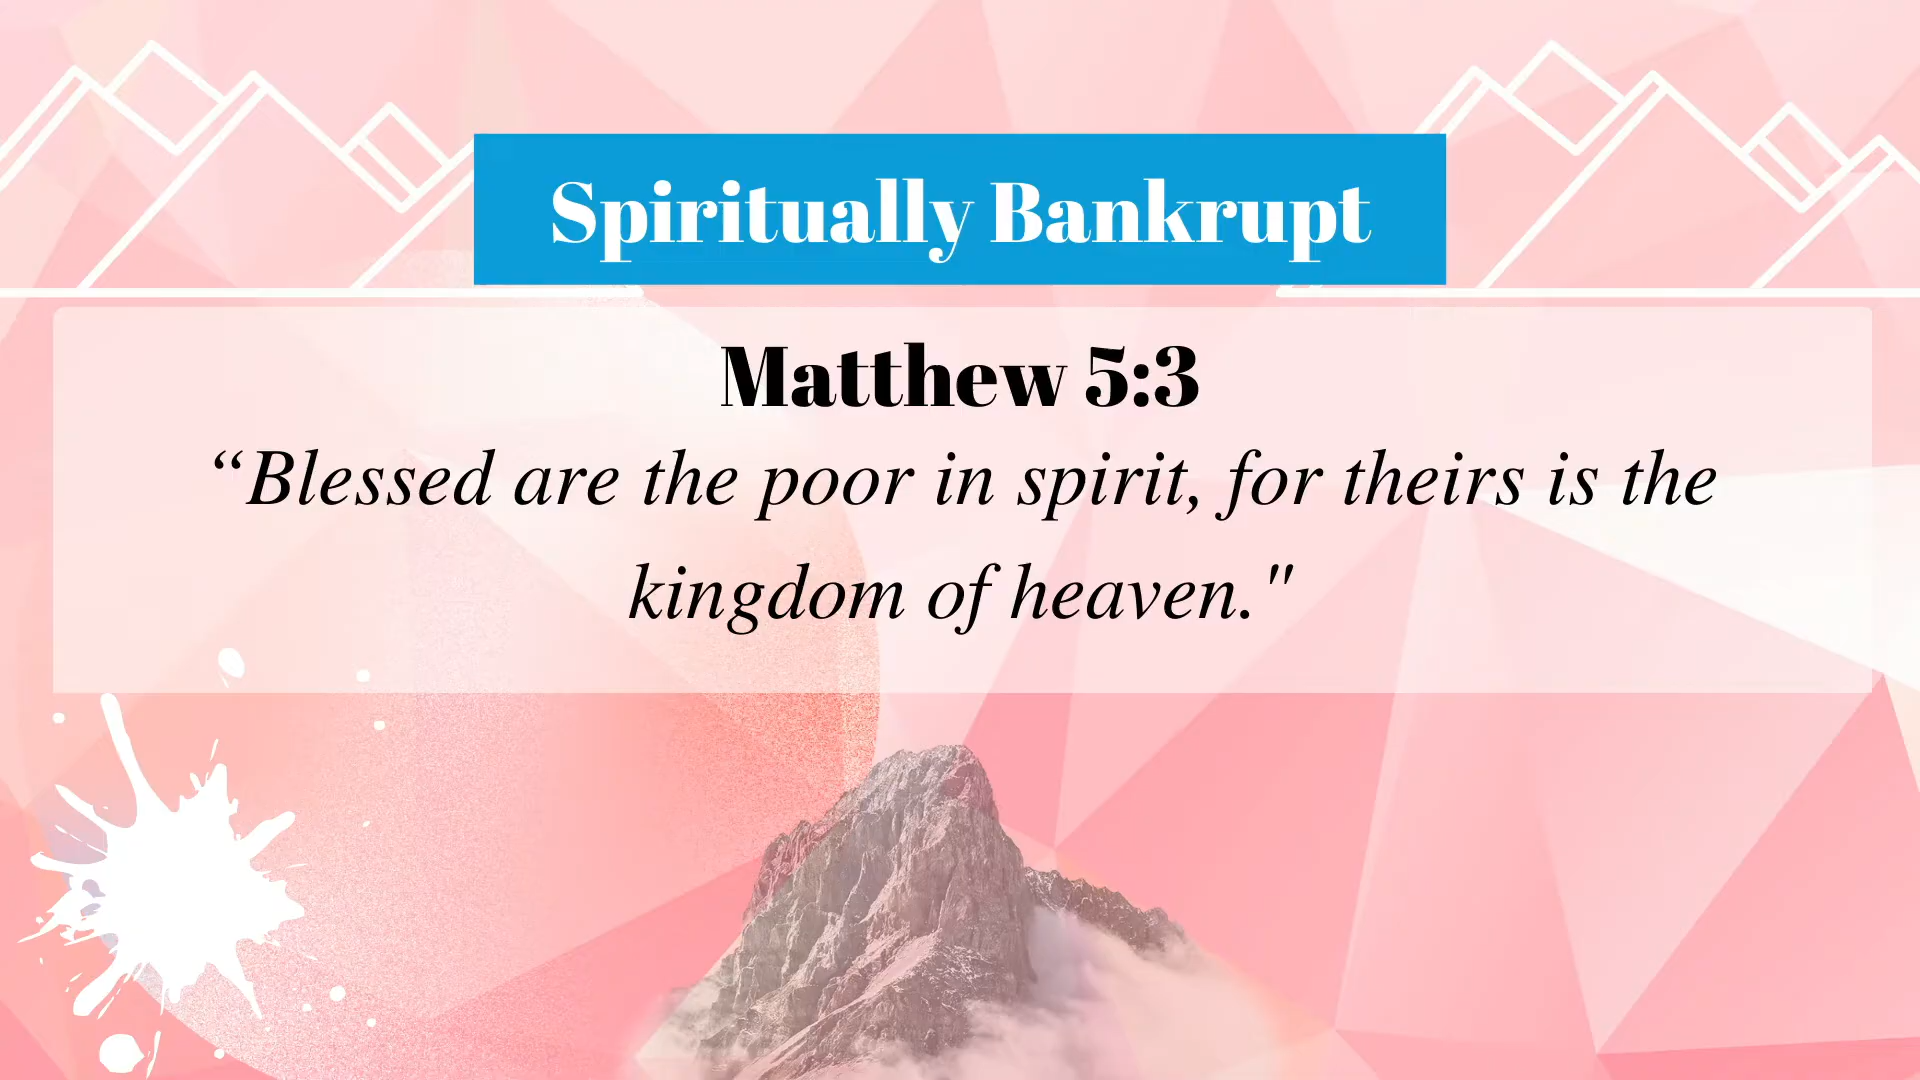 Spiritually Bankrupt
Matthew 5:3
“Blessed are the poor in spirit, for theirs is the
kingdom of heaven."